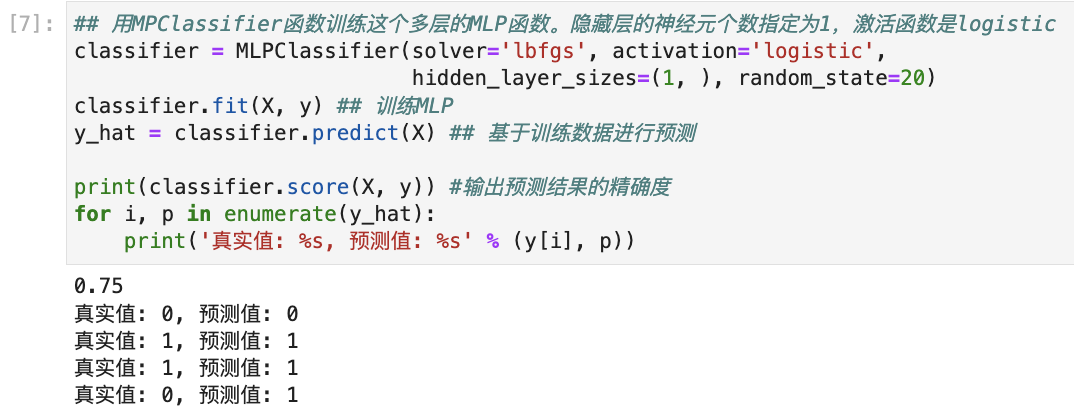 [7]: ## 用MPClassifier函数训练这个多层的MLP函数。隐藏层的神经元个数指定为1，激活函数是logistic
classifier = MLPClassifier(solver='lbfgs', activation='logistic',
hidden_layer_sizes=(1, ), random_state=20)
classifier.fit(X, y) ## 训练MLP
y_hat = classifier.predict(X) ## 基于训练数据进行预测
print(classifier.score(X, y)) #输出预测结果的精确度
for i, p in enumerate(y_hat):
print('真实值: %s, 预测值: %s' % (y[i], p))
0.75
真实值: 0, 预测值: 0
真实值: 1, 预测值: 1
真实值: 1, 预测值: 1
真实值: 0, 预测值: 1